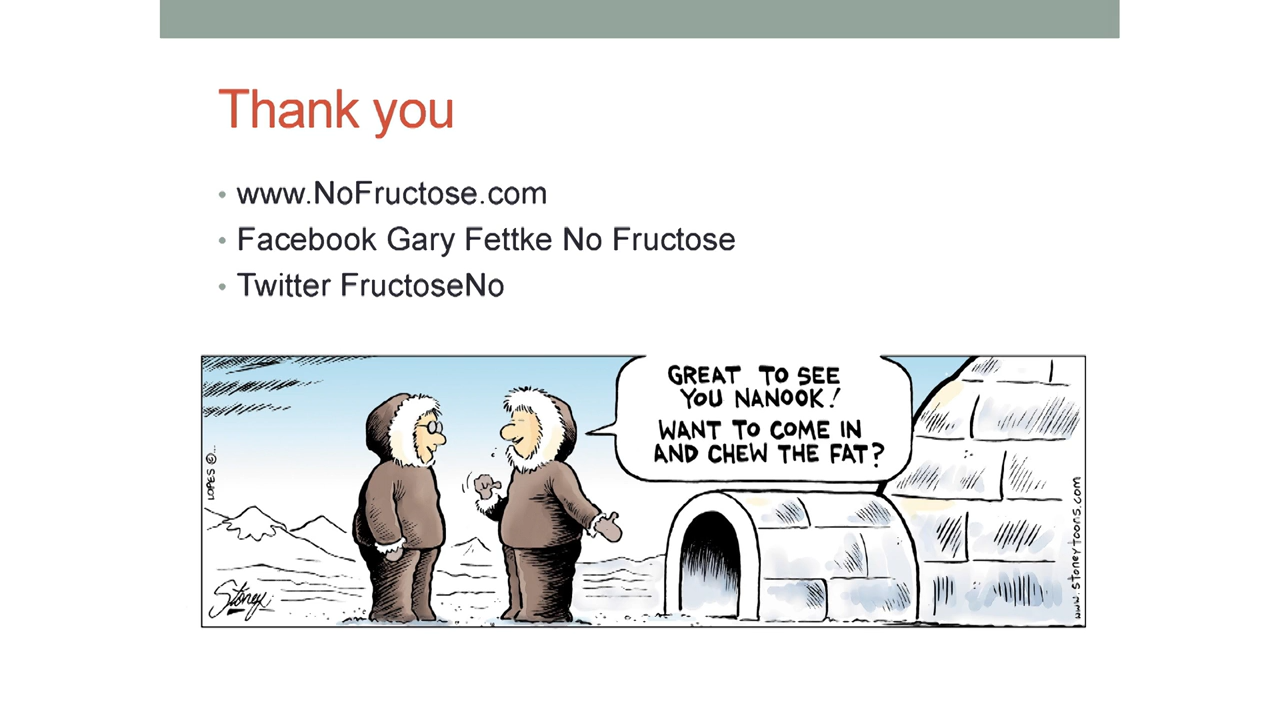 Thank you
www.NoFructose.com
Facebook Gary Fettke No Fructose
Twitter FructoseNo
GREAT TO SEE
YOU NANOOK!
WANT TO COME IN
AND CHEW THE FAT?
LOPES ©...
Stoney
www.stoneytoons.com